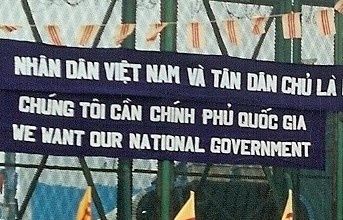 NHÂN DÂN VIỆT NAM VÀ TÂN DÂN CHỦ LÀ
CHÚNG TÔI CẦN CHÍNH PHỦ QUỐC GIA
WE WANT OUR NATIONAL GOVERNMENT